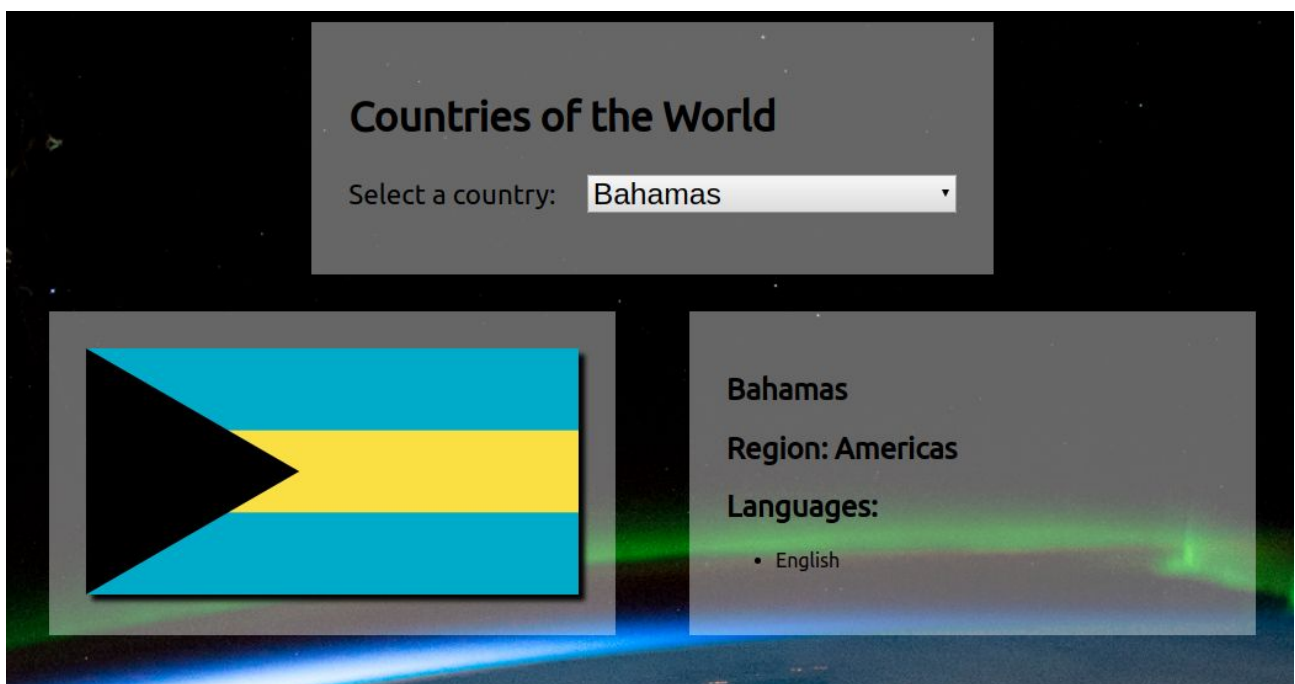 Countries of the World
Select a country: Bahamas
Bahamas
Region: Americas
Languages:
• English